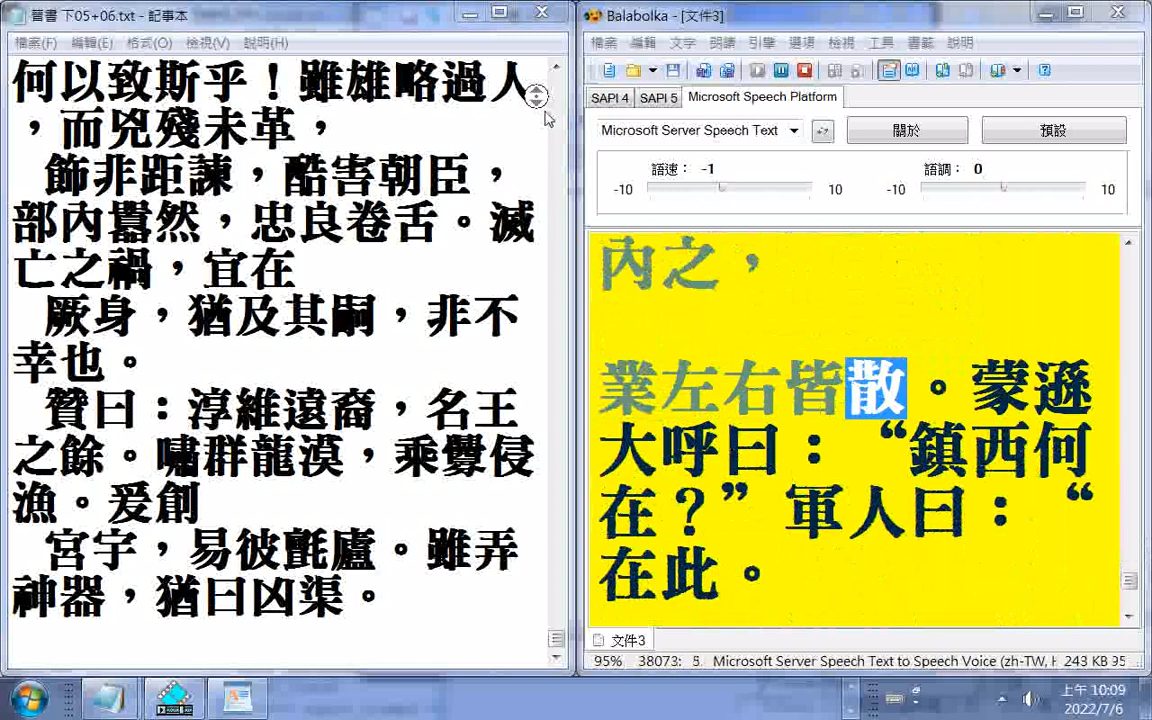 晉書 下05+06.txt - 記事本
檔案(F) 編輯(E) 格式(O) 檢視(V) 說明(H)
何以致斯乎！雖雄略過人
，而兇殘未革，
飾非距諫，酷害朝臣，
部內囂然，忠良卷舌。滅
亡之禍，宜在
厥身，猶及其嗣，非不
幸也。
贊曰：淳維遠裔，名王
之餘。嘯群龍漠，乘釁侵
漁。爰創
宮宇，易彼氈廬。雖弄
神器，猶曰凶渠。
Balabolka - [文件3]
檔案 編輯 文字 朗讀 引擎 選項 檢視 工具 書籤 說明
SAPI 4 SAPI 5 Microsoft Speech Platform
Microsoft Server Speech Text 關於 預設
語速： -1 語調： 0
-10 10 -10 10
內之，
業左右皆散。蒙遜
大呼曰：“鎮西何
在？”軍人曰：“
在此。
文件3
95% 38073: 5. Microsoft Server Speech Text to Speech Voice (zh-TW, H 243 KB 95
上午 10:09
2022/7/6